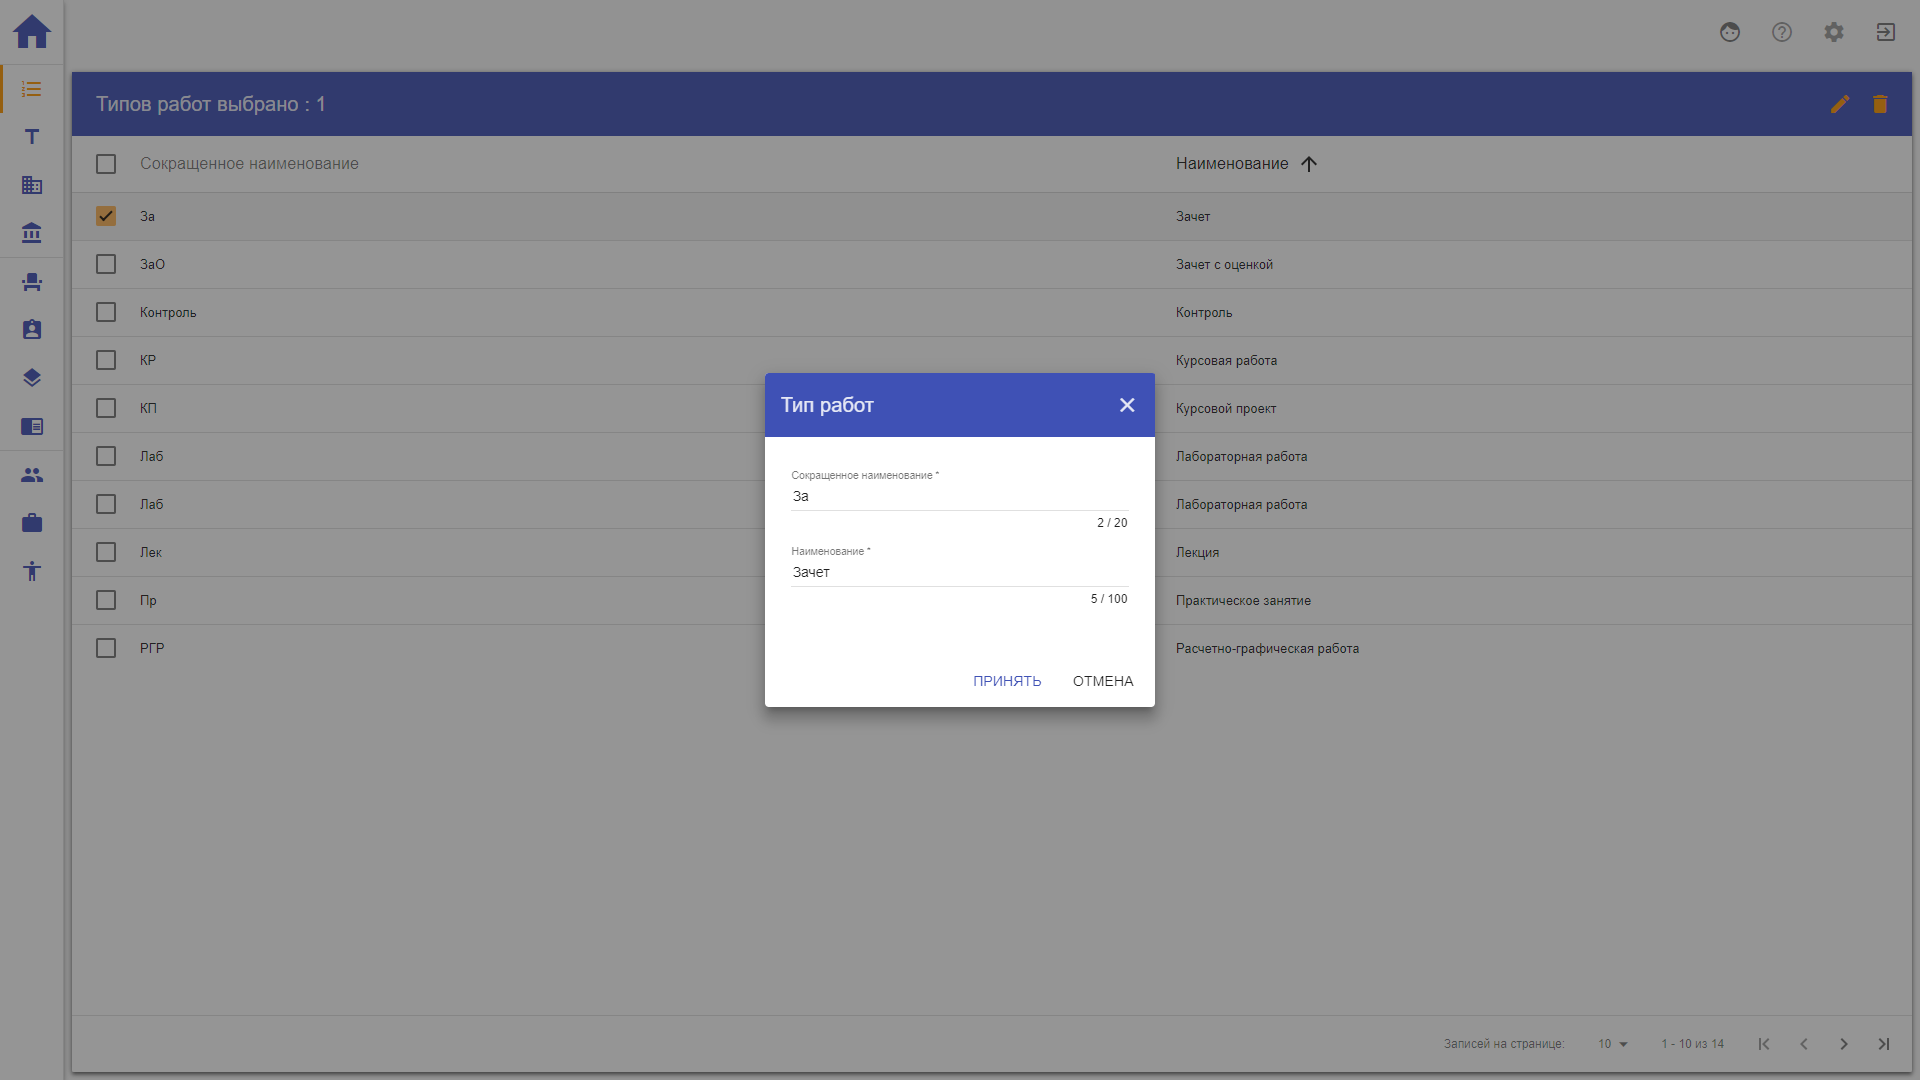 Типов работ выбрано : 1
Сокращенное наименование Наименование
За Зачет
ЗаО Зачет с оценкой
Контроль Контроль
КР Курсовая работа
КП Курсовой проект
Лаб Лабораторная работа
Лаб Лабораторная работа
Лек Лекция
Пр Практическое занятие
РГР Расчетно-графическая работа
Тип работ
Сокращенное наименование *
За
2 / 20
Наименование *
Зачет
5 / 100
ПРИНЯТЬ ОТМЕНА
Записей на странице: 10 1 - 10 из 14